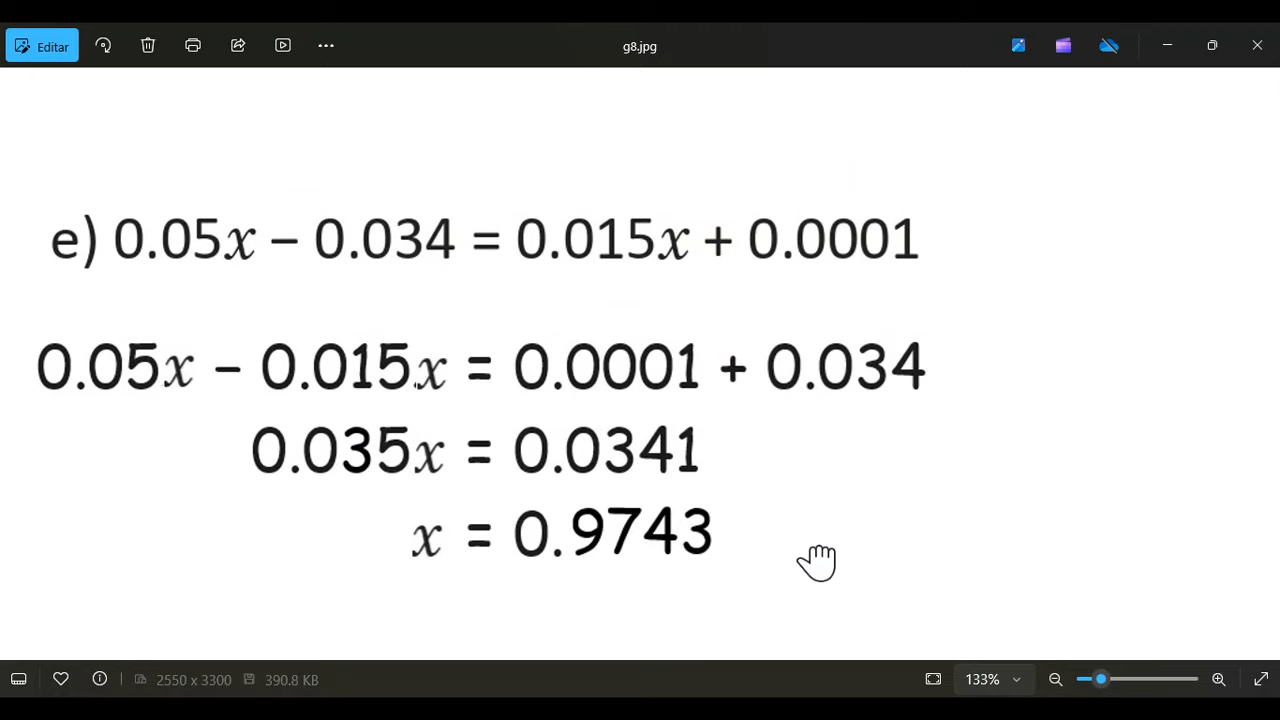 Editar
g8.jpg
e) 0.05x − 0.034 = 0.015x + 0.0001
0.05x - 0.015x = 0.0001 + 0.034
0.035x = 0.0341
x = 0.9743
2550 x 3300 390.8 KB 133%